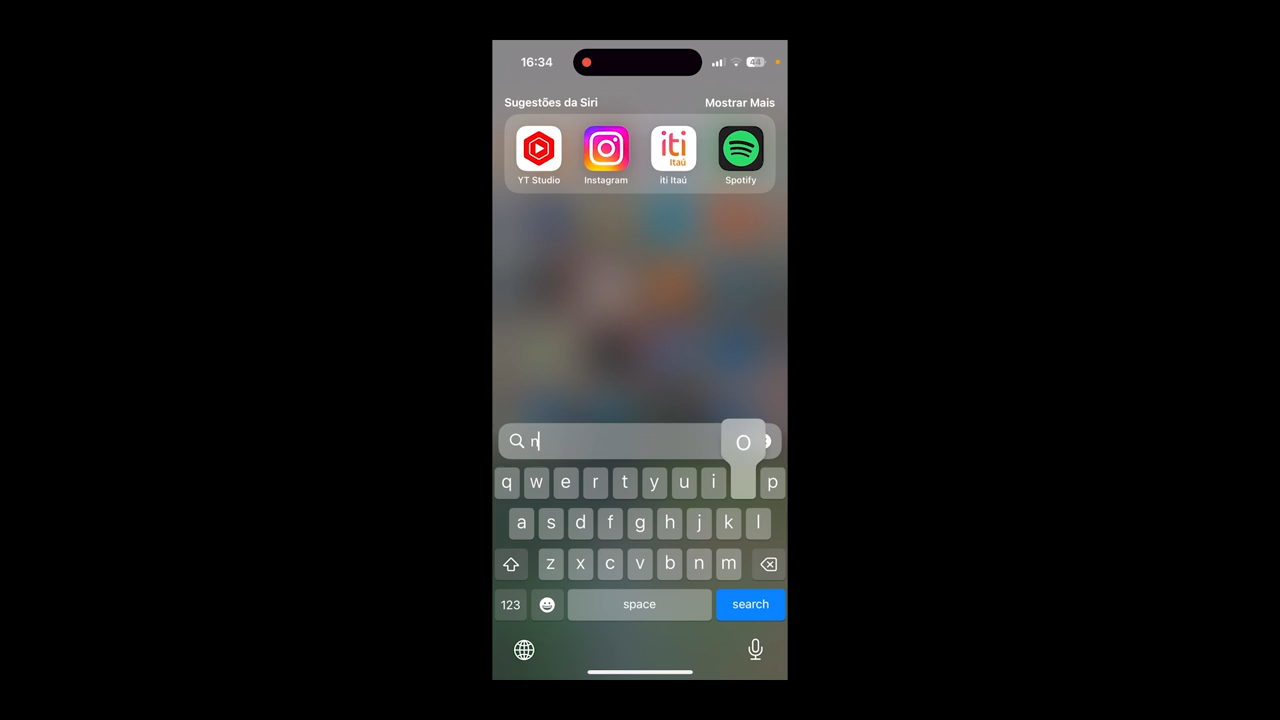 16:34
44
Sugestões da Siri Mostrar Mais
iti
Itaú
YT Studio Instagram iti Itaú Spotify
n
o
q w e r t y u i p
a s d f g h j k l
z x c v b n m
123 space search